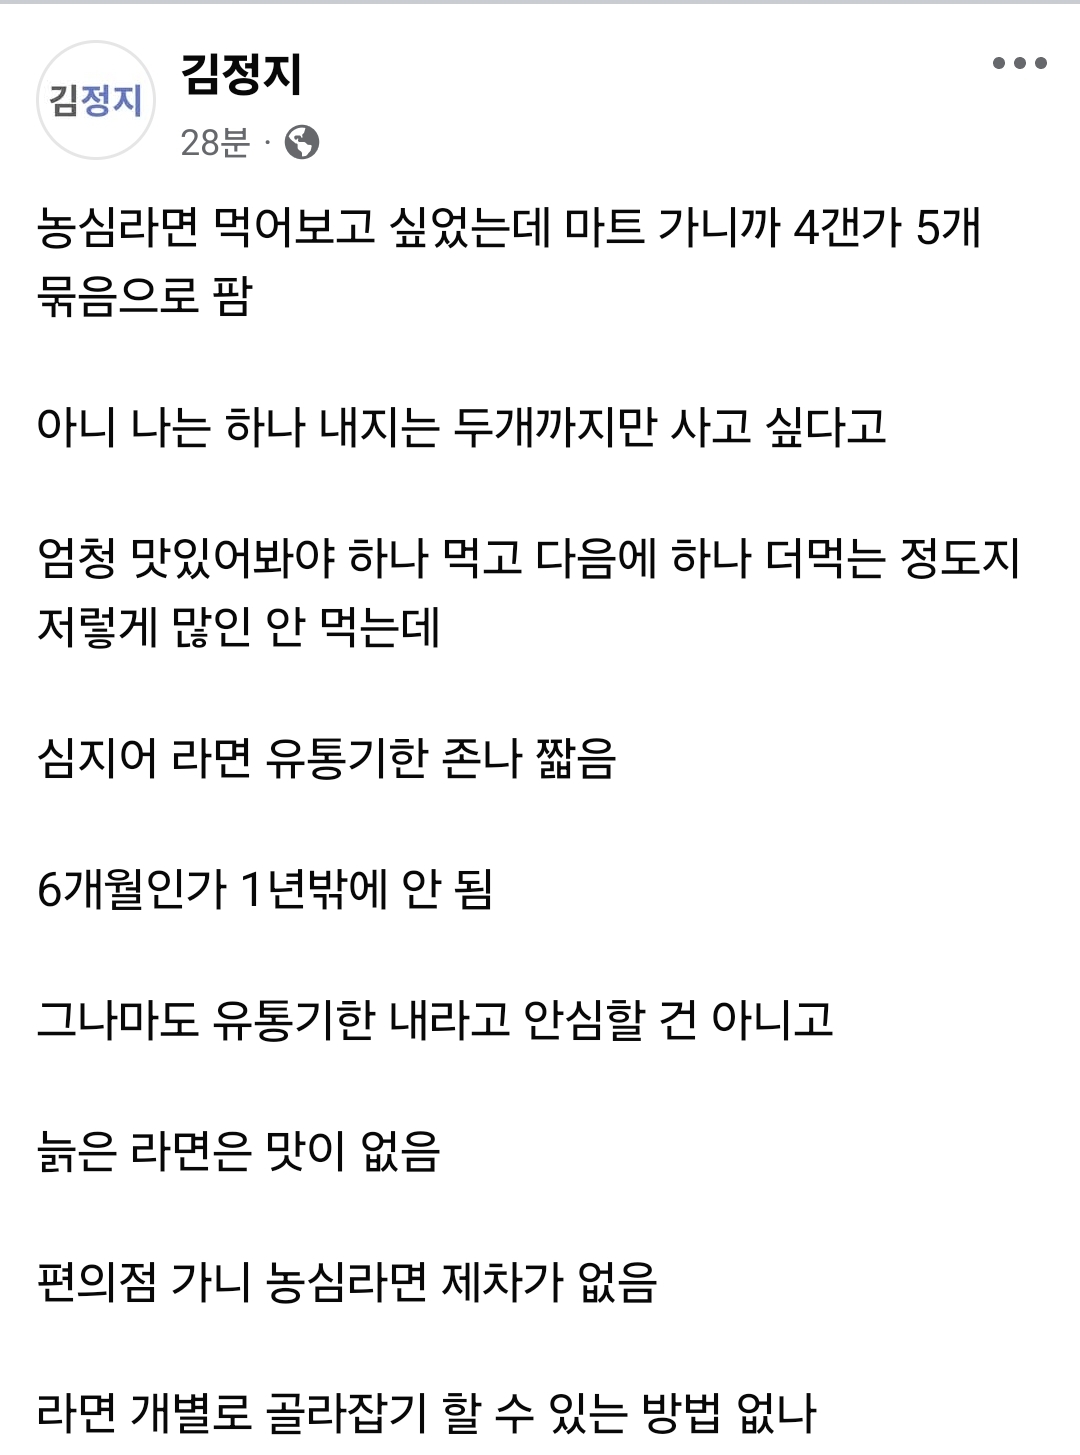 김정지
김정지
28분 ·
농심라면 먹어보고 싶었는데 마트 가니까 4갠가 5개
묶음으로 팜
아니 나는 하나 내지는 두개까지만 사고 싶다고
엄청 맛있어봐야 하나 먹고 다음에 하나 더먹는 정도지
저렇게 많인 안 먹는데
심지어 라면 유통기한 존나 짧음
6개월인가 1년밖에 안 됨
그나마도 유통기한 내라고 안심할 건 아니고
늙은 라면은 맛이 없음
편의점 가니 농심라면 제차가 없음
라면 개별로 골라잡기 할 수 있는 방법 없나